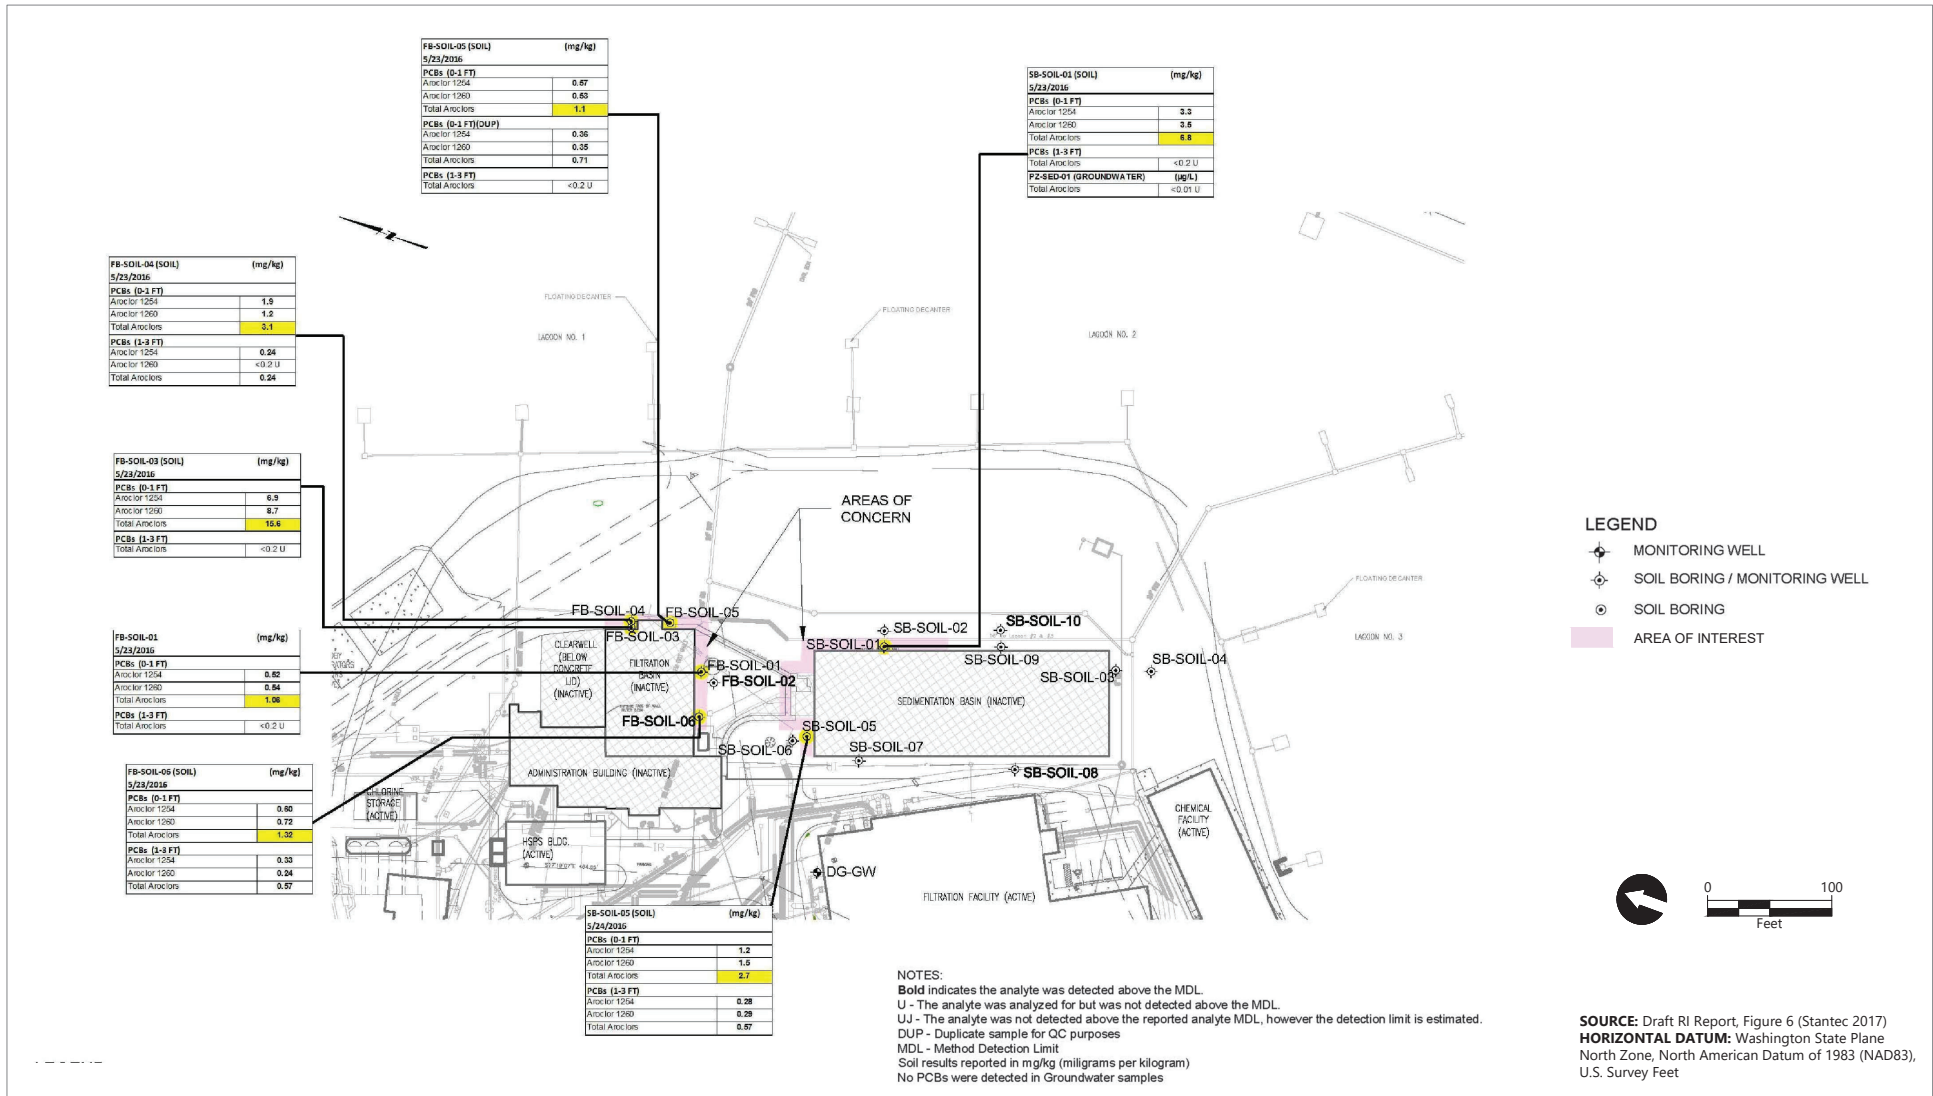 FB-SOIL-05 (SOIL) (mg/kg)
5/23/2016
PCBs (0-1 FT)
Aroclor 1254 0.57
Aroclor 1260 0.53
Total Aroclors 1.1
PCBs (0-1 FT)(DUP)
Aroclor 1254 0.36
Aroclor 1260 0.35
Total Aroclors 0.71
PCBs (1-3 FT)
Total Aroclors <0.2 U
SB-SOIL-01 (SOIL) (mg/kg)
5/23/2016
PCBs (0-1 FT)
Aroclor 1254 3.3
Aroclor 1260 3.5
Total Aroclors 6.8
PCBs (1-3 FT)
Total Aroclors <0.2 U
PZ-SED-01 (GROUNDWATER) (µg/L)
Total Aroclors <0.01 U
FB-SOIL-04 (SOIL) (mg/kg)
5/23/2016
PCBs (0-1 FT)
Aroclor 1254 1.9
Aroclor 1260 1.2
Total Aroclors 3.1
PCBs (1-3 FT)
Aroclor 1254 0.24
Aroclor 1260 <0.2 U
Total Aroclors 0.24
FB-SOIL-03 (SOIL) (mg/kg)
5/23/2016
PCBs (0-1 FT)
Aroclor 1254 6.9
Aroclor 1260 8.7
Total Aroclors 15.6
PCBs (1-3 FT)
Total Aroclors <0.2 U
FB-SOIL-01 (mg/kg)
5/23/2016
PCBs (0-1 FT)
Aroclor 1254 0.52
Aroclor 1260 0.54
Total Aroclors 1.06
PCBs (1-3 FT)
Total Aroclors <0.2 U
FB-SOIL-06 (SOIL) (mg/kg)
5/23/2016
PCBs (0-1 FT)
Aroclor 1254 0.60
Aroclor 1260 0.72
Total Aroclors 1.32
PCBs (1-3 FT)
Aroclor 1254 0.33
Aroclor 1260 0.24
Total Aroclors 0.57
SB-SOIL-05 (SOIL) (mg/kg)
5/24/2016
PCBs (0-1 FT)
Aroclor 1254 1.2
Aroclor 1260 1.5
Total Aroclors 2.7
PCBs (1-3 FT)
Aroclor 1254 0.28
Aroclor 1260 0.29
Total Aroclors 0.57
FLOATING DECANTER
LAGOON NO. 1
FLOATING DECANTER
LAGOON NO. 2
FLOATING DECANTER
LAGOON NO. 3
AREAS OF
CONCERN
FB-SOIL-04
FB-SOIL-05
FB-SOIL-03
FB-SOIL-01
FB-SOIL-02
FB-SOIL-06
SB-SOIL-01
SB-SOIL-02
SB-SOIL-10
SB-SOIL-09
SB-SOIL-03
SB-SOIL-04
SB-SOIL-05
SB-SOIL-06
SB-SOIL-07
SB-SOIL-08
DG-GW
CLEARWELL
(BELOW
CONCRETE
LID)
(INACTIVE)
FILTRATION
BASIN
(INACTIVE)
SEDIMENTATION BASIN (INACTIVE)
ADMINISTRATION BUILDING (INACTIVE)
CHLORINE
STORAGE
(ACTIVE)
HSPS BLDG.
(ACTIVE)
CHEMICAL
FACILITY
(ACTIVE)
FILTRATION FACILITY (ACTIVE)
LEGEND
MONITORING WELL
SOIL BORING / MONITORING WELL
SOIL BORING
AREA OF INTEREST
0 100
Feet
NOTES:
Bold indicates the analyte was detected above the MDL.
U - The analyte was analyzed for but was not detected above the MDL.
UJ - The analyte was not detected above the reported analyte MDL, however the detection limit is estimated.
DUP - Duplicate sample for QC purposes
MDL - Method Detection Limit
Soil results reported in mg/kg (miligrams per kilogram)
No PCBs were detected in Groundwater samples
SOURCE: Draft RI Report, Figure 6 (Stantec 2017)
HORIZONTAL DATUM: Washington State Plane
North Zone, North American Datum of 1983 (NAD83),
U.S. Survey Feet